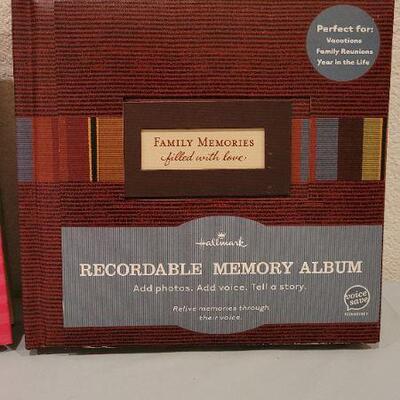 Perfect for:
Vacations
Family Reunions
Year in the Life
FAMILY MEMORIES
filled with love
Hallmark
RECORDABLE MEMORY ALBUM
Add photos. Add voice. Tell a story.
Relive memories through
their voice.
voice
save